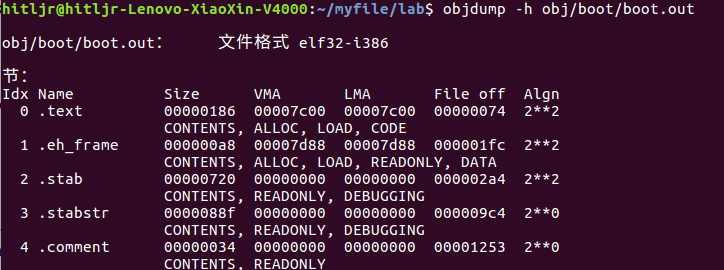 hitljr@hitljr-Lenovo-XiaoXin-V4000:~/myfile/lab$ objdump -h obj/boot/boot.out
obj/boot/boot.out：     文件格式 elf32-i386
节：
Idx Name          Size      VMA       LMA       File off  Algn
  0 .text         00000186  00007c00  00007c00  00000074  2**2
                  CONTENTS, ALLOC, LOAD, CODE
  1 .eh_frame     000000a8  00007d88  00007d88  000001fc  2**2
                  CONTENTS, ALLOC, LOAD, READONLY, DATA
  2 .stab         00000720  00000000  00000000  000002a4  2**2
                  CONTENTS, READONLY, DEBUGGING
  3 .stabstr      0000088f  00000000  00000000  000009c4  2**0
                  CONTENTS, READONLY, DEBUGGING
  4 .comment      00000034  00000000  00000000  00001253  2**0
                  CONTENTS, READONLY